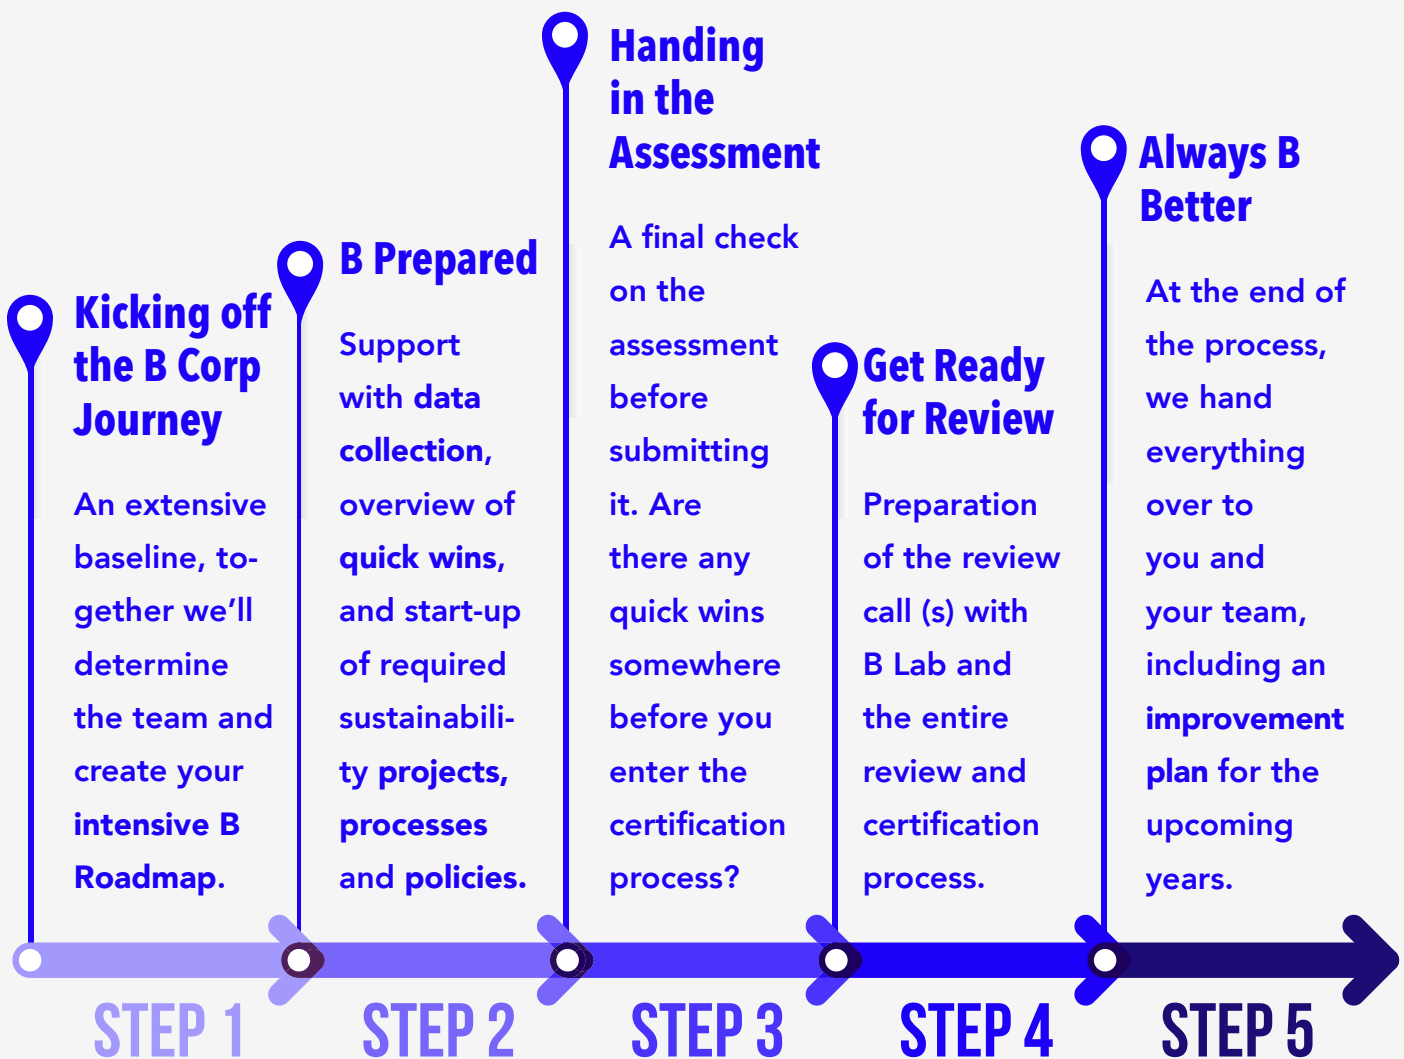 Kicking off
the B Corp
Journey
An extensive
baseline, to-
gether we’ll
determine
the team and
create your
intensive B
Roadmap.
B Prepared
Support
with data
collection,
overview of
quick wins,
and start-up
of required
sustainabili-
ty projects,
processes
and policies.
Handing
in the
Assessment
A final check
on the
assessment
before
submitting
it. Are
there any
quick wins
somewhere
before you
enter the
certification
process?
Get Ready
for Review
Preparation
of the review
call (s) with
B Lab and
the entire
review and
certification
process.
Always B
Better
At the end of
the process,
we hand
everything
over to
you and
your team,
including an
improvement
plan for the
upcoming
years.
STEP 1
STEP 2
STEP 3
STEP 4
STEP 5